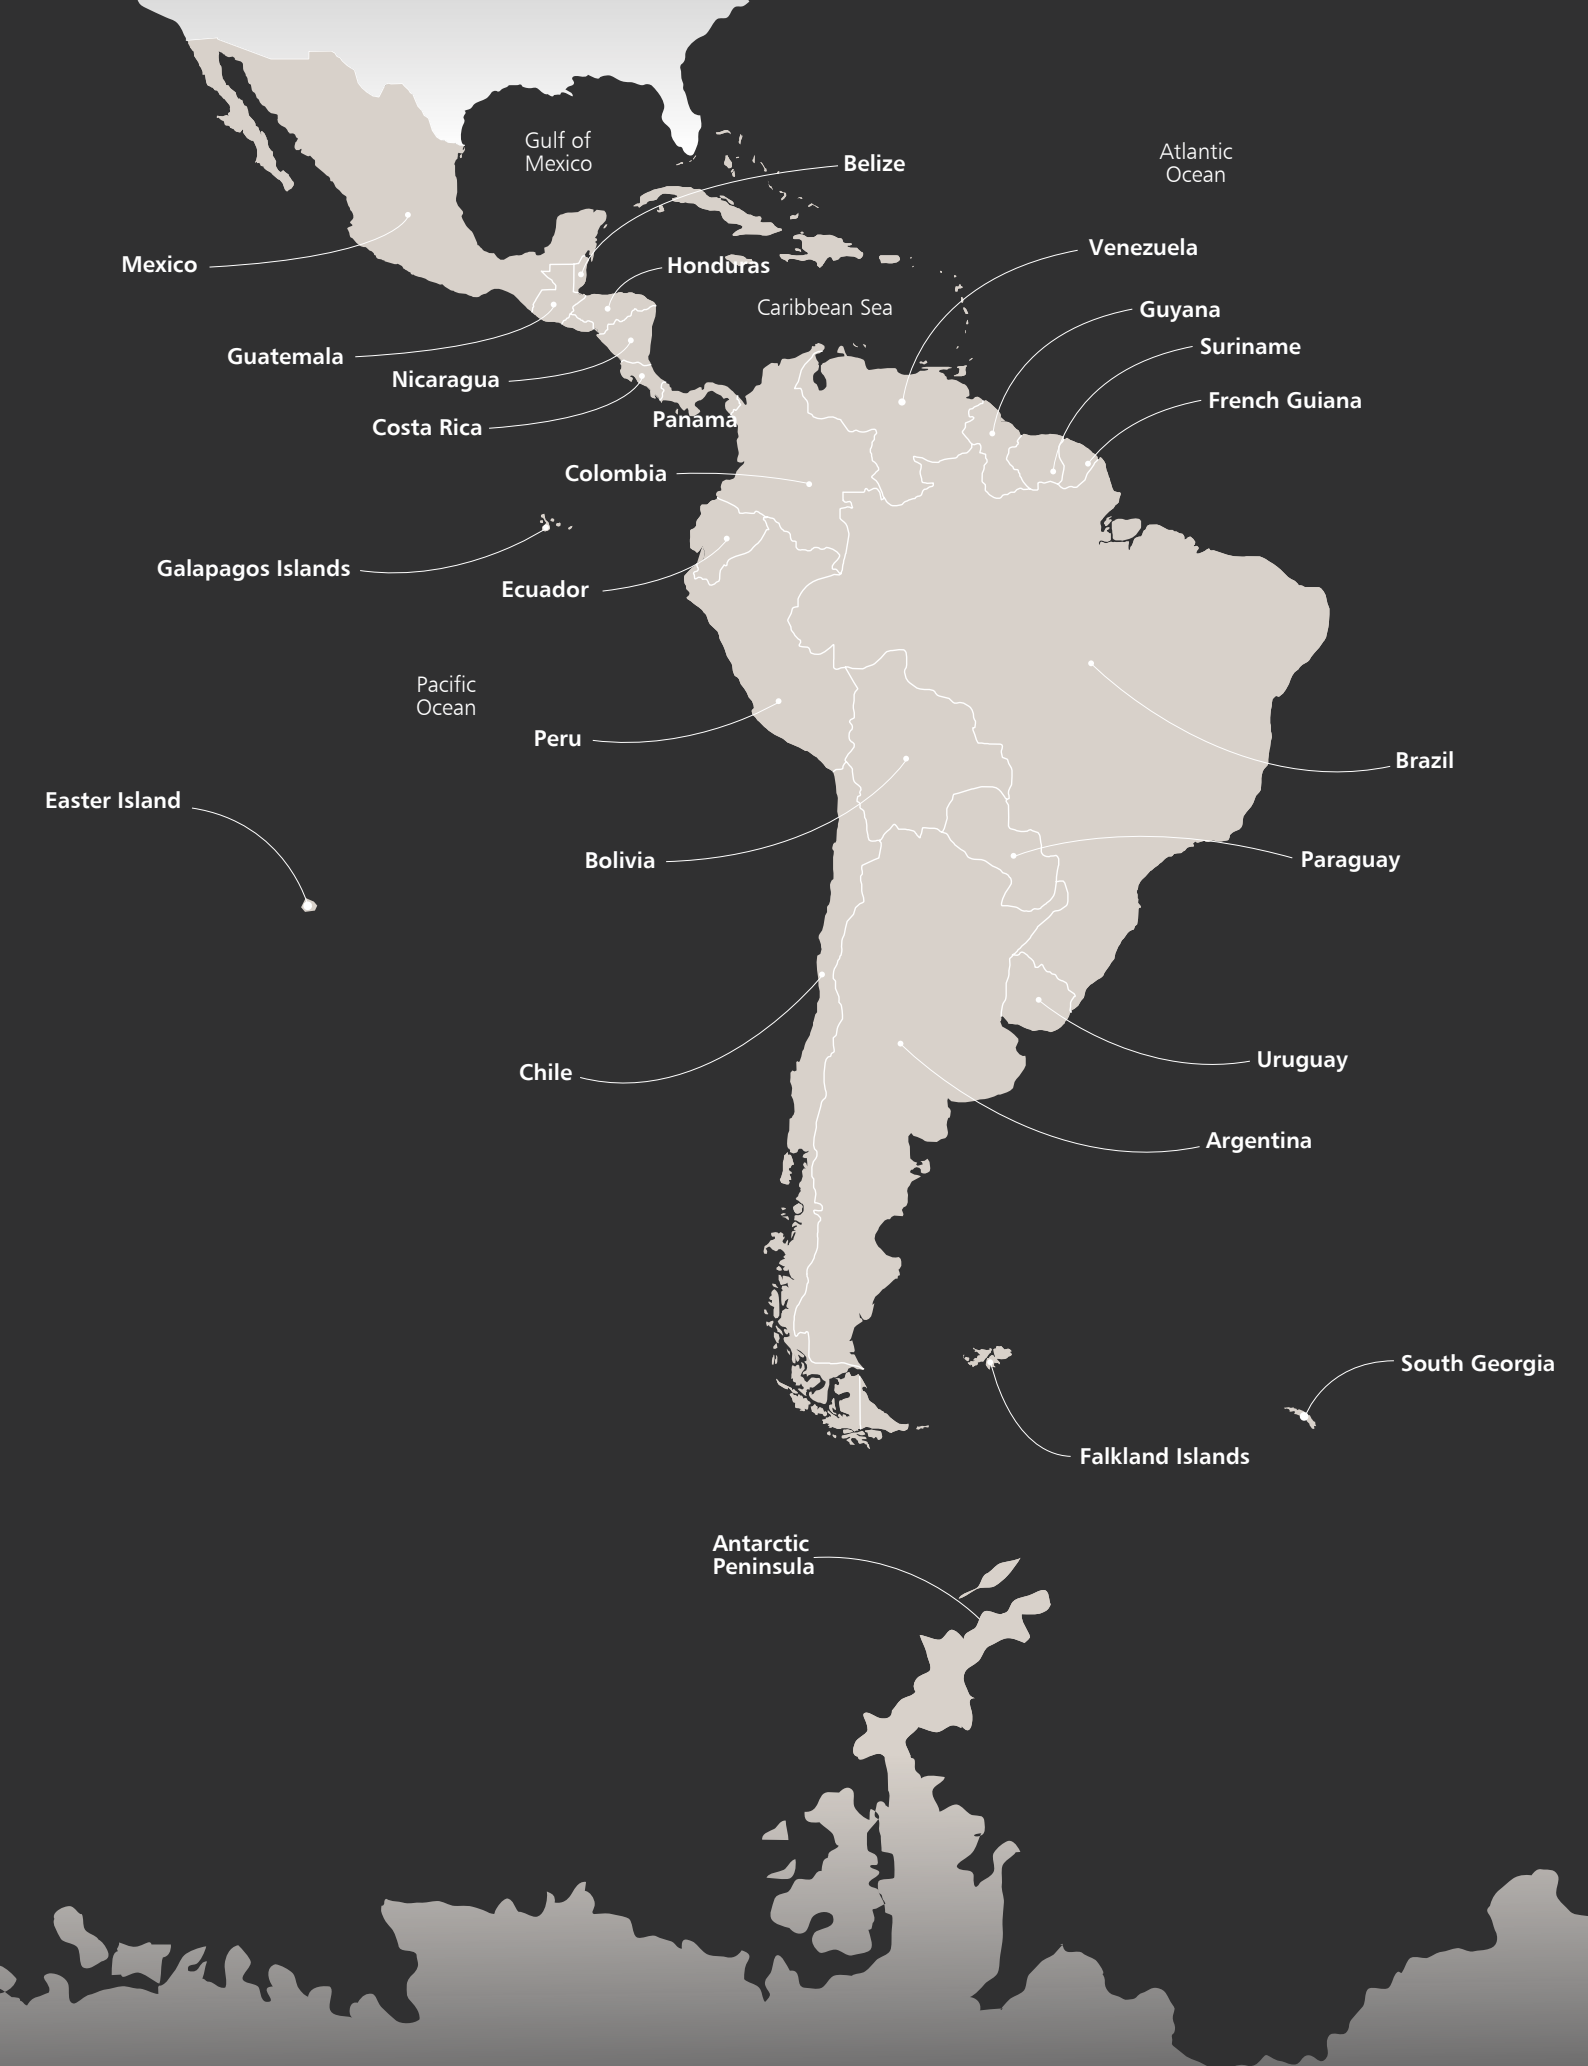 Gulf of
Mexico
Atlantic
Ocean
Belize
Venezuela
Mexico
Honduras
Caribbean Sea
Guyana
Suriname
Guatemala
Nicaragua
French Guiana
Costa Rica
Panama
Colombia
Galapagos Islands
Ecuador
Pacific
Ocean
Peru
Brazil
Easter Island
Bolivia
Paraguay
Chile
Uruguay
Argentina
South Georgia
Falkland Islands
Antarctic
Peninsula